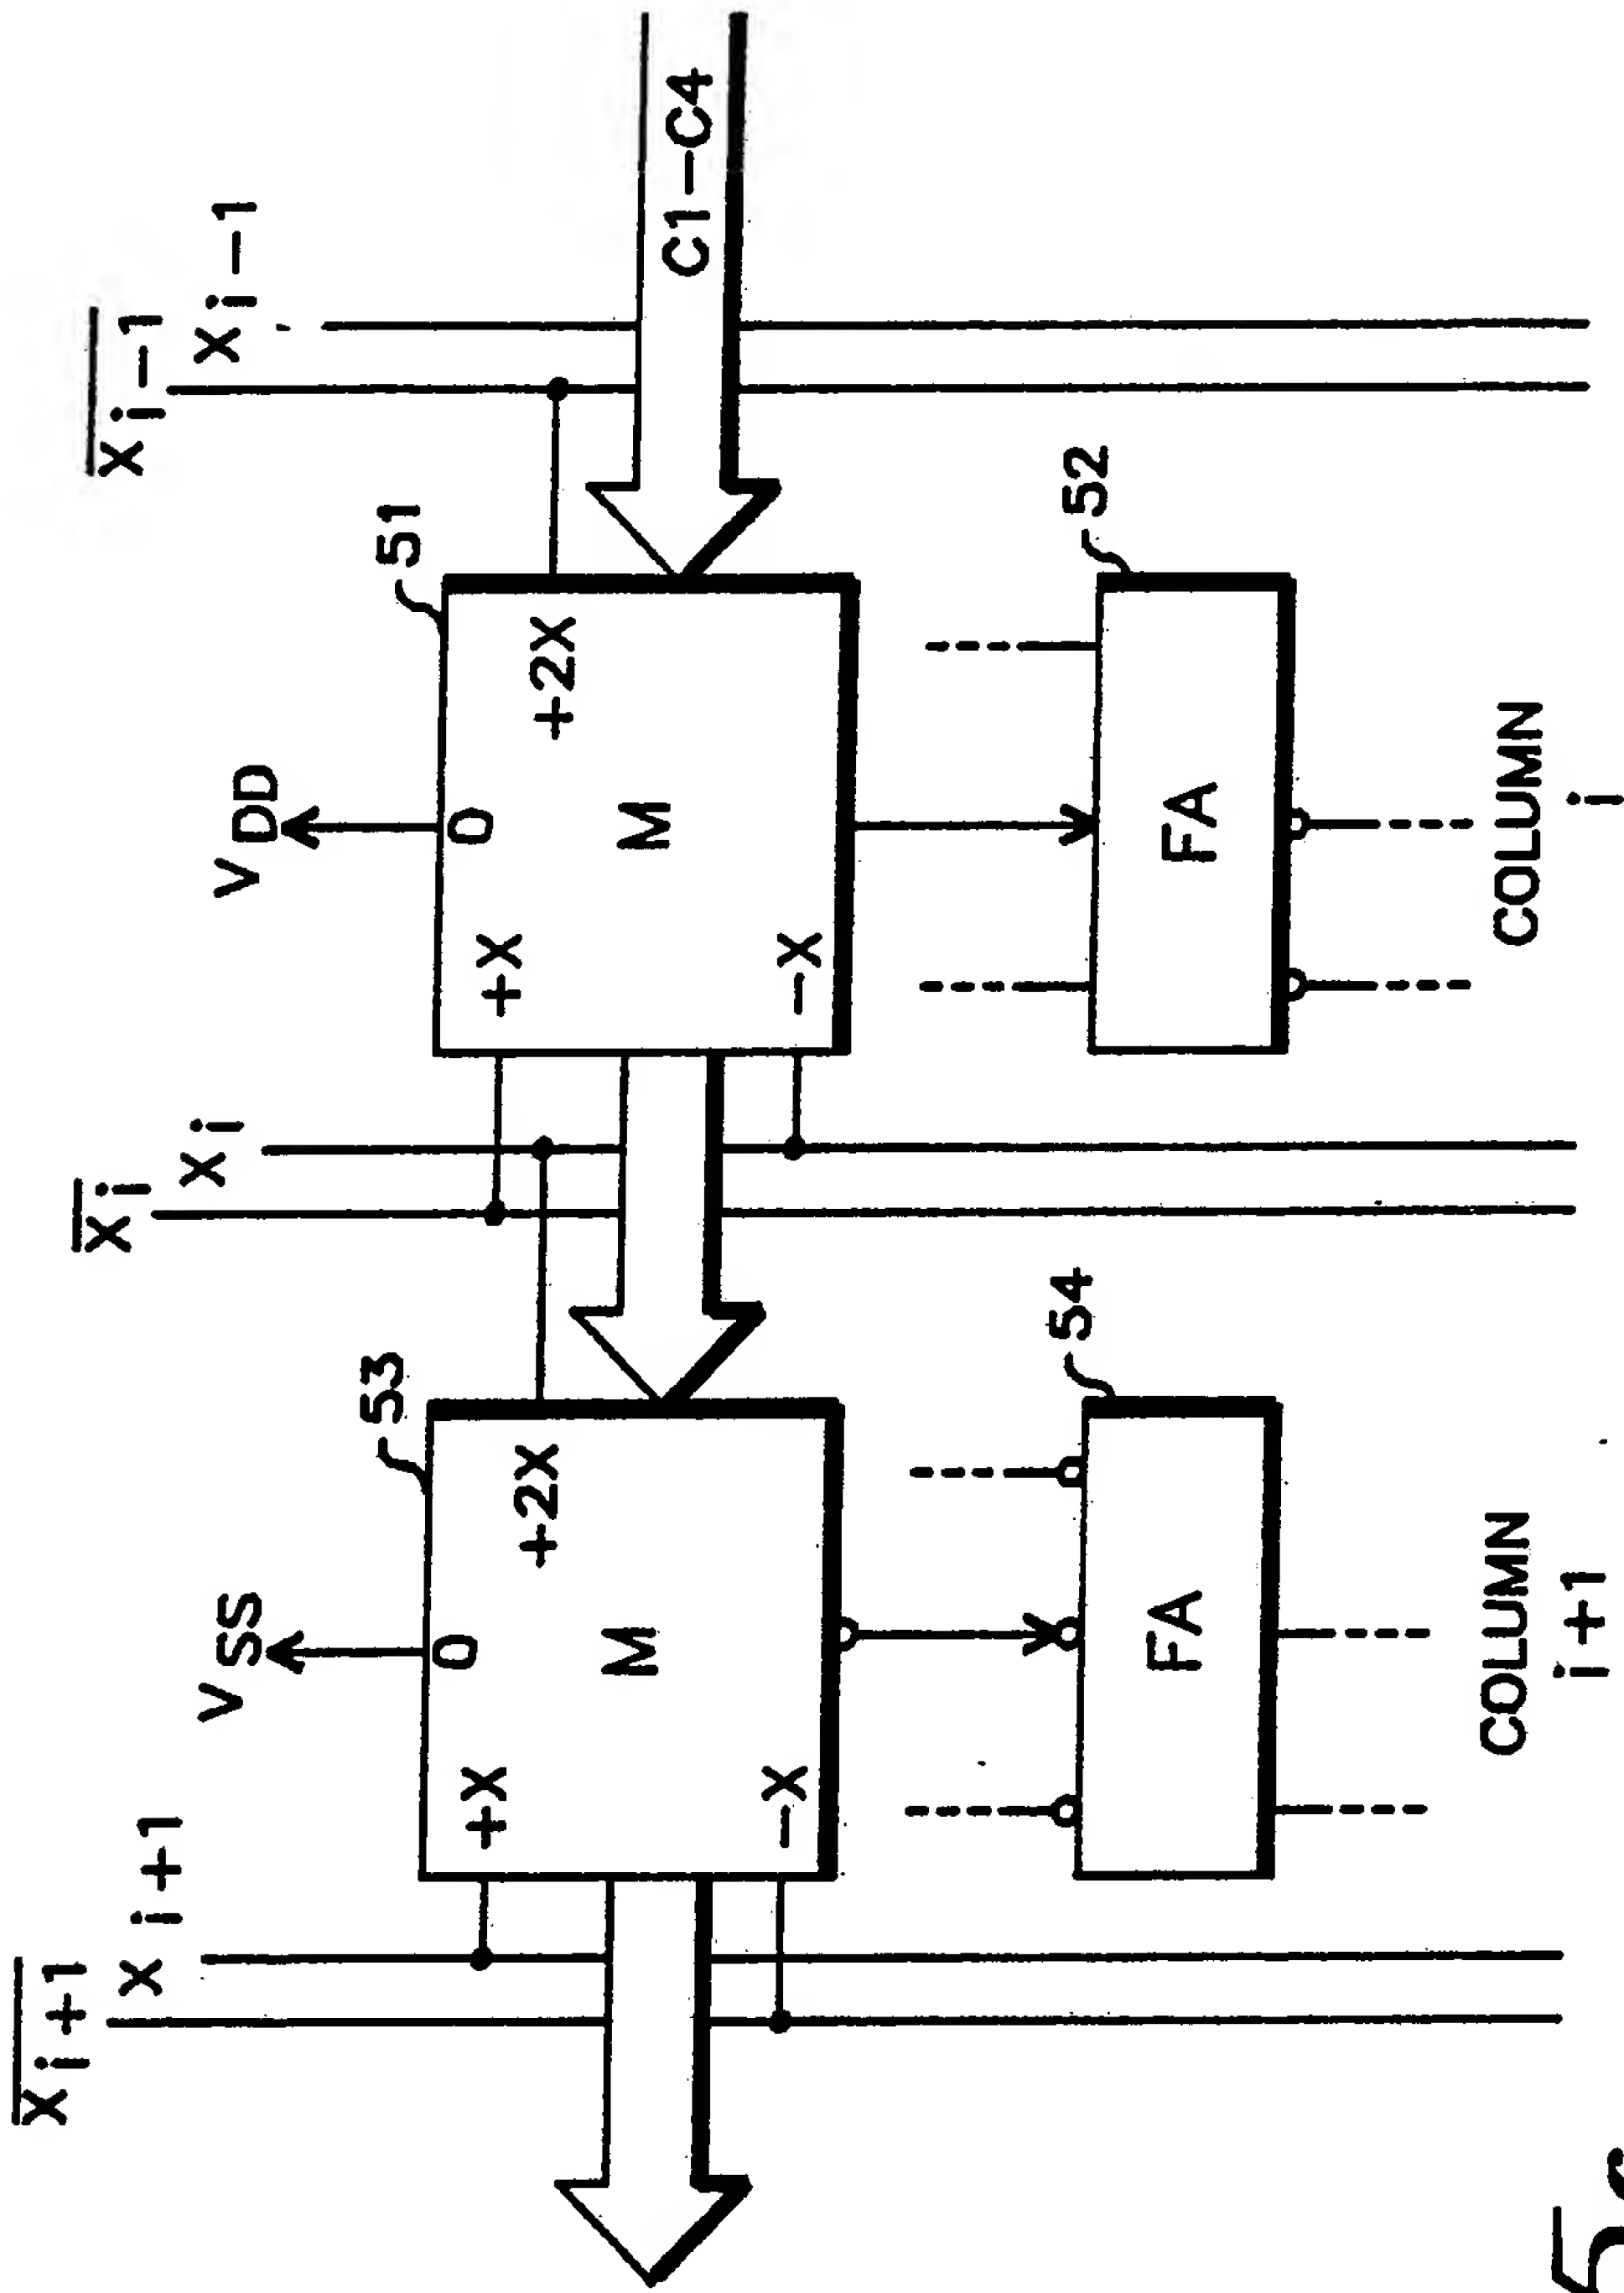 X̅i+1
Xi+1
X̅i
Xi
X̅i-1
Xi-1
VSS
VDD
53
51
0
+X
+2X
M
-X
0
+X
+2X
M
-X
C1-C4
54
52
FA
FA
COLUMN
i+1
COLUMN
i